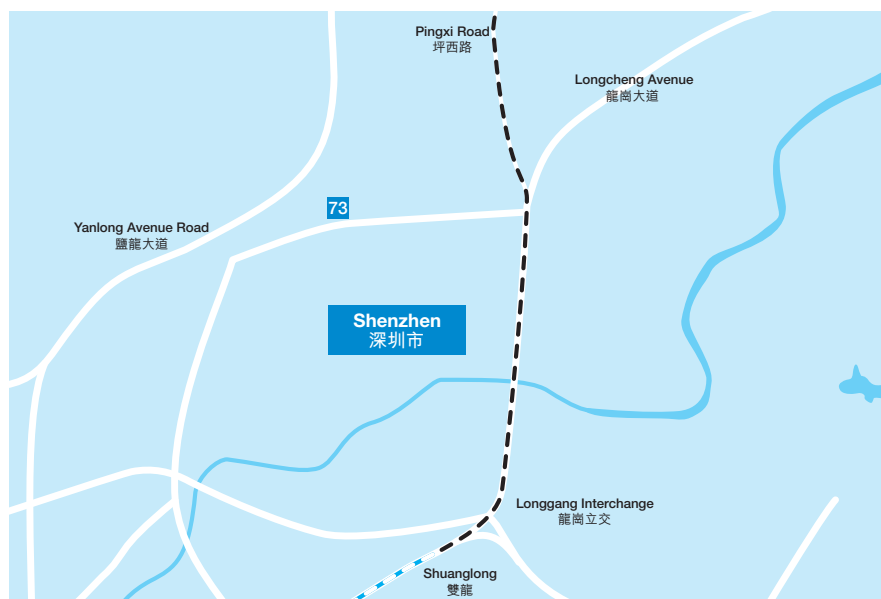 Pingxi Road
坪西路
Longcheng Avenue
龍崗大道
73
Yanlong Avenue Road
鹽龍大道
Shenzhen
深圳市
Longgang Interchange
龍崗立交
Shuanglong
雙龍